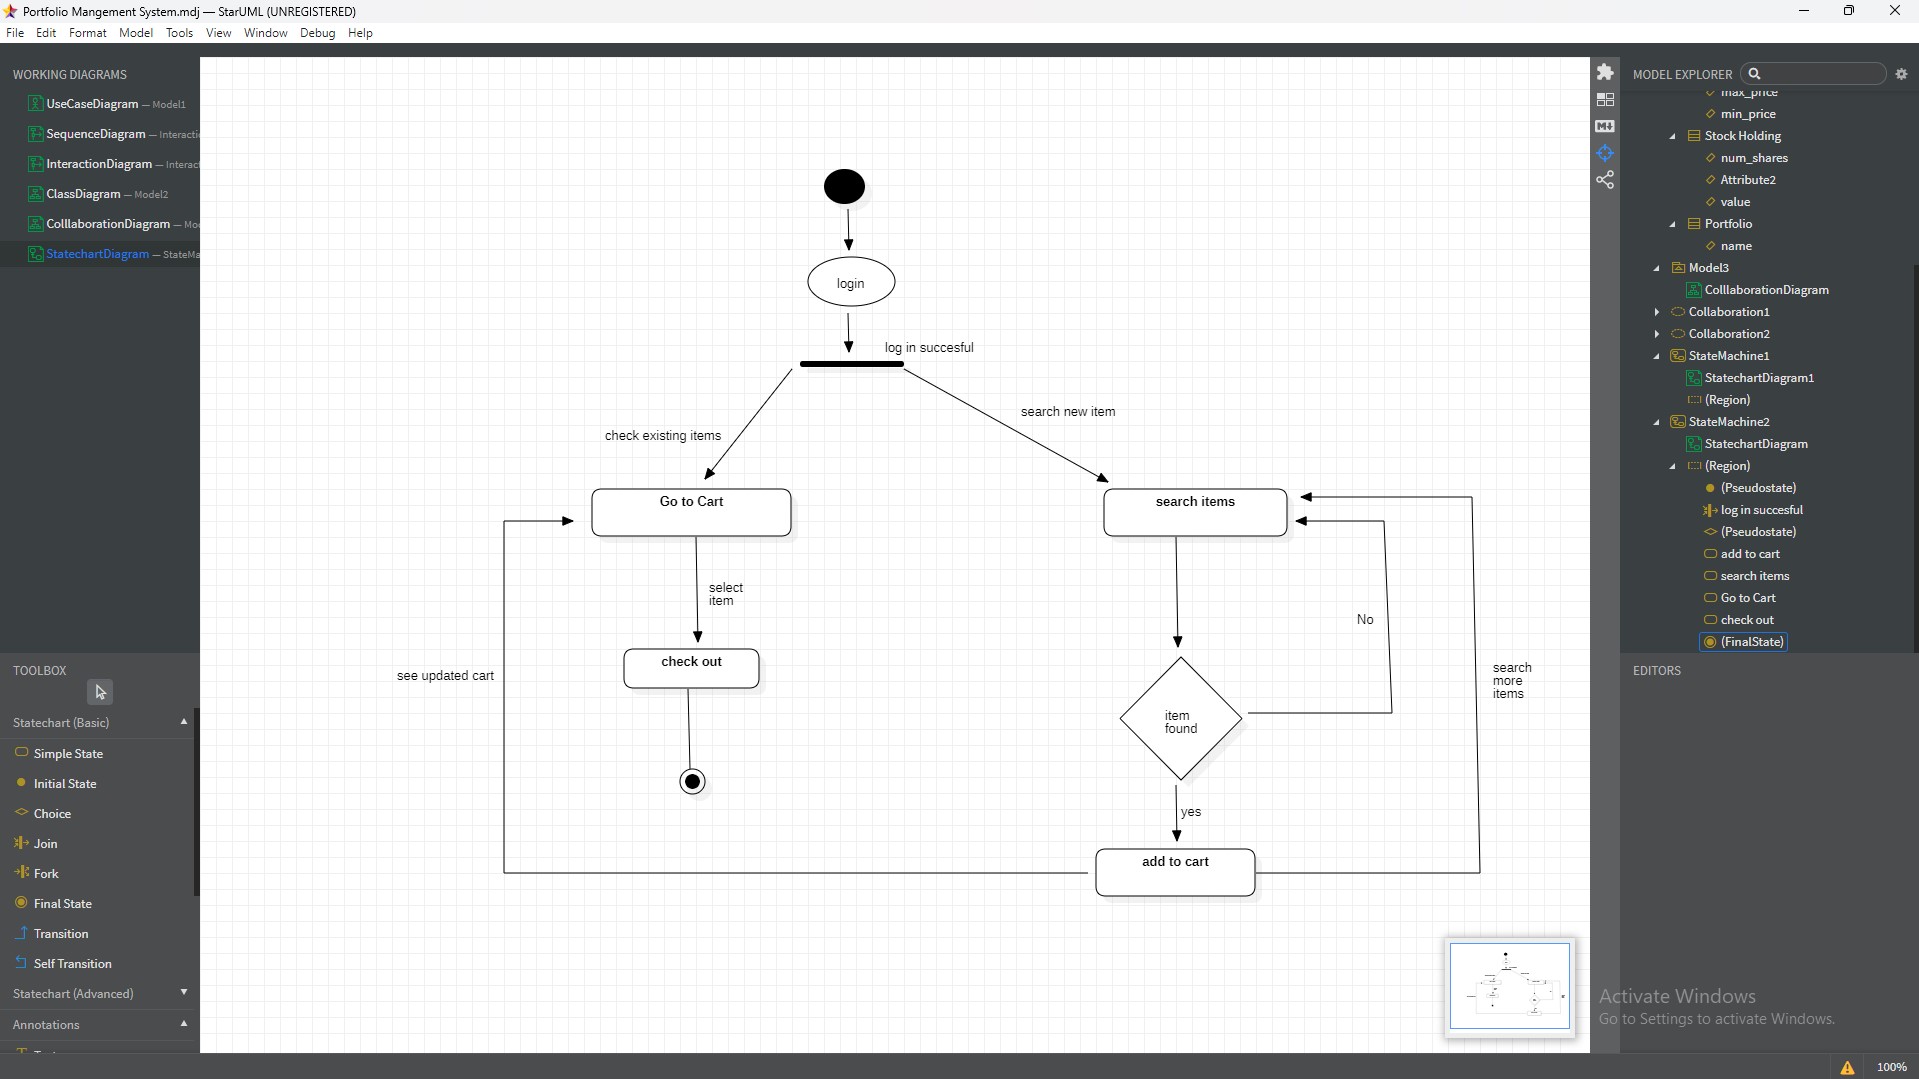 Portfolio Mangement System.mdj — StarUML (UNREGISTERED)
File Edit Format Model Tools View Window Debug Help
WORKING DIAGRAMS
UseCaseDiagram — Model1
SequenceDiagram — Interacti
InteractionDiagram — Interac
ClassDiagram — Model2
ColllaborationDiagram — Mo
StatechartDiagram — StateMa
TOOLBOX
Statechart (Basic)
Simple State
Initial State
Choice
Join
Fork
Final State
Transition
Self Transition
Statechart (Advanced)
Annotations
login
log in succesful
search new item
check existing items
Go to Cart
search items
select
item
No
check out
see updated cart
search
more
items
item
found
yes
add to cart
MODEL EXPLORER
max_price
min_price
Stock Holding
num_shares
Attribute2
value
Portfolio
name
Model3
ColllaborationDiagram
Collaboration1
Collaboration2
StateMachine1
StatechartDiagram1
(Region)
StateMachine2
StatechartDiagram
(Region)
(Pseudostate)
log in succesful
(Pseudostate)
add to cart
search items
Go to Cart
check out
(FinalState)
EDITORS
Activate Windows
Go to Settings to activate Windows.
100%